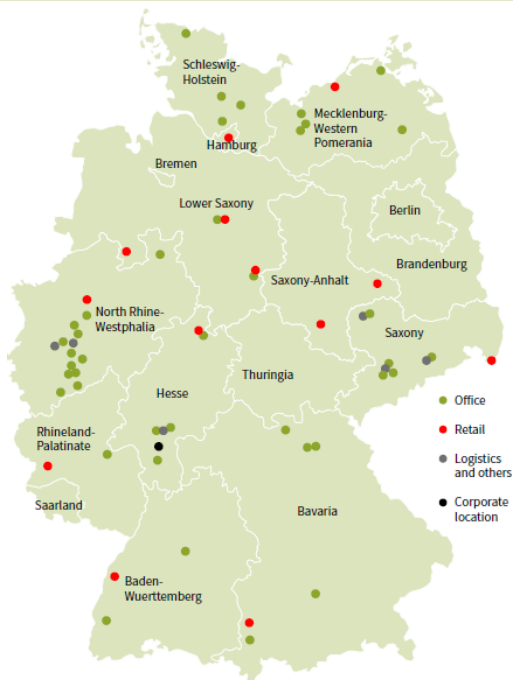 Schleswig-
Holstein
Mecklenburg-
Western
Pomerania
Hamburg
Bremen
Lower Saxony
Berlin
Brandenburg
Saxony-Anhalt
North Rhine-
Westphalia
Saxony
Thuringia
Hesse
Rhineland-
Palatinate
Saarland
Bavaria
Baden-
Wuerttemberg
Office
Retail
Logistics
and others
Corporate
location